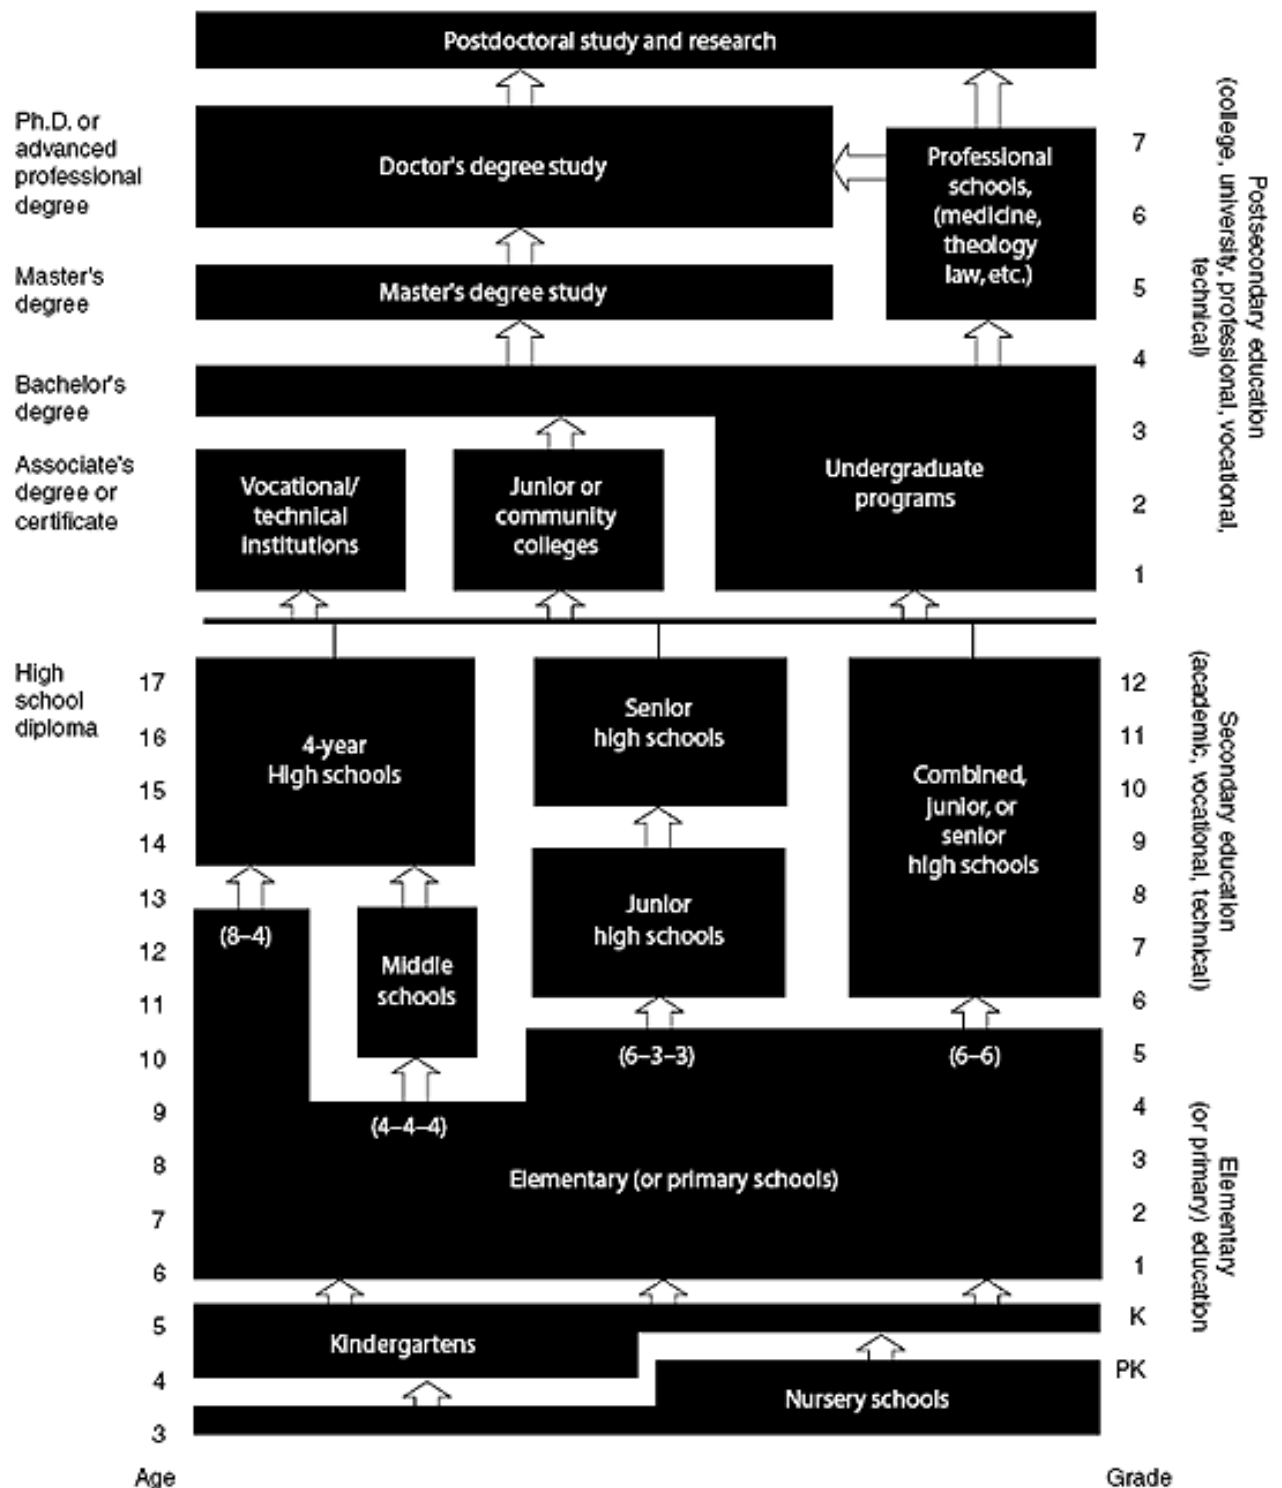 Postdoctoral study and research
Ph.D. or
advanced
professional
degree
Doctor's degree study
Professional
schools,
(medicine,
theology
law, etc.)
7
6
5
Master's
degree
Master's degree study
4
3
2
1
Postsecondary education
(college, university, professional, vocational,
technical)
Bachelor's
degree
Undergraduate
programs
Associate's
degree or
certificate
Vocational/
technical
institutions
Junior or
community
colleges
High
school
diploma
17
16
15
14
13
12
11
10
9
8
7
6
5
4
3
Age
4-year
High schools
Senior
high schools
Combined,
junior, or
senior
high schools
Junior
high schools
(8–4)
Middle
schools
(6–3–3)
(6–6)
(4–4–4)
Elementary (or primary schools)
Kindergartens
Nursery schools
12
11
10
9
8
7
6
5
4
3
2
1
K
PK
Grade
Secondary education
(academic, vocational, technical)
Elementary
(or primary) education